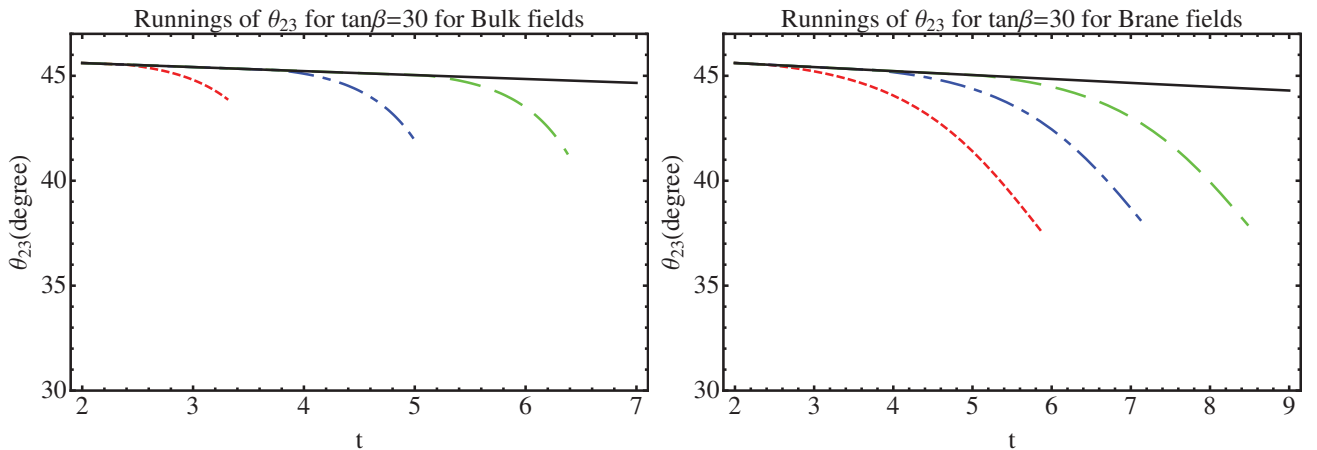 Runnings of θ23 for tanβ=30 for Bulk fields
45
40
35
30
θ23(degree)
2 3 4 5 6 7
t
Runnings of θ23 for tanβ=30 for Brane fields
45
40
35
30
θ23(degree)
2 3 4 5 6 7 8 9
t